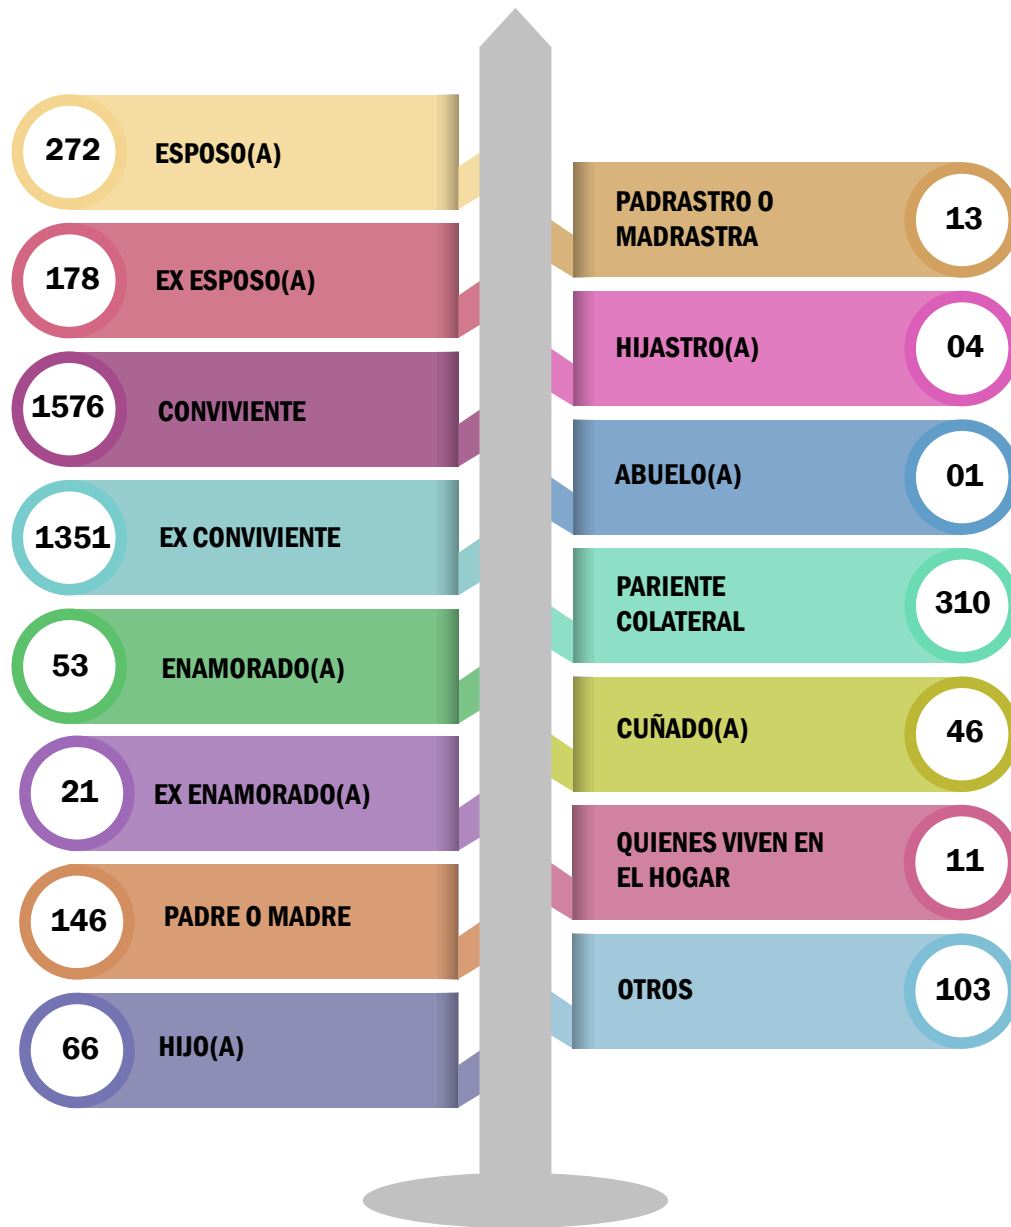 272
ESPOSO(A)
178
EX ESPOSO(A)
1576
CONVIVIENTE
1351
EX CONVIVIENTE
53
ENAMORADO(A)
21
EX ENAMORADO(A)
146
PADRE O MADRE
66
HIJO(A)
PADRASTRO O
MADRASTRA
13
HIJASTRO(A)
04
ABUELO(A)
01
PARIENTE
COLATERAL
310
CUÑADO(A)
46
QUIENES VIVEN EN
EL HOGAR
11
OTROS
103